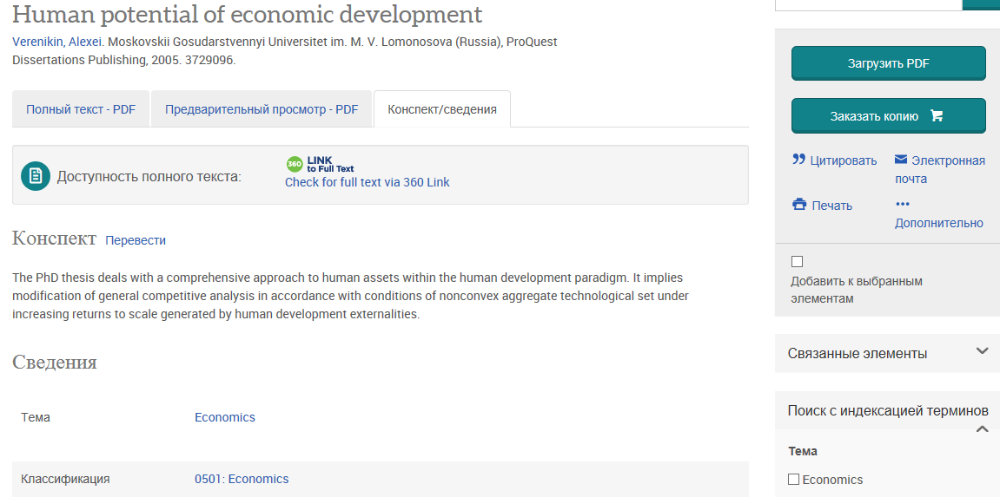 Human potential of economic development
Verenikin, Alexei. Moskovskii Gosudarstvennyi Universitet im. M. V. Lomonosova (Russia), ProQuest
Dissertations Publishing, 2005. 3729096.
Полный текст - PDF
Предварительный просмотр - PDF
Конспект/сведения
Доступность полного текста:
360 LINK
to Full Text
Check for full text via 360 Link
Конспект Перевести
The PhD thesis deals with a comprehensive approach to human assets within the human development paradigm. It implies
modification of general competitive analysis in accordance with conditions of nonconvex aggregate technological set under
increasing returns to scale generated by human development externalities.
Сведения
Тема Economics
Классификация 0501: Economics
Загрузить PDF
Заказать копию
Цитировать
Электронная
почта
Печать
Дополнительно
Добавить к выбранным
элементам
Связанные элементы
Поиск с индексацией терминов
Тема
Economics